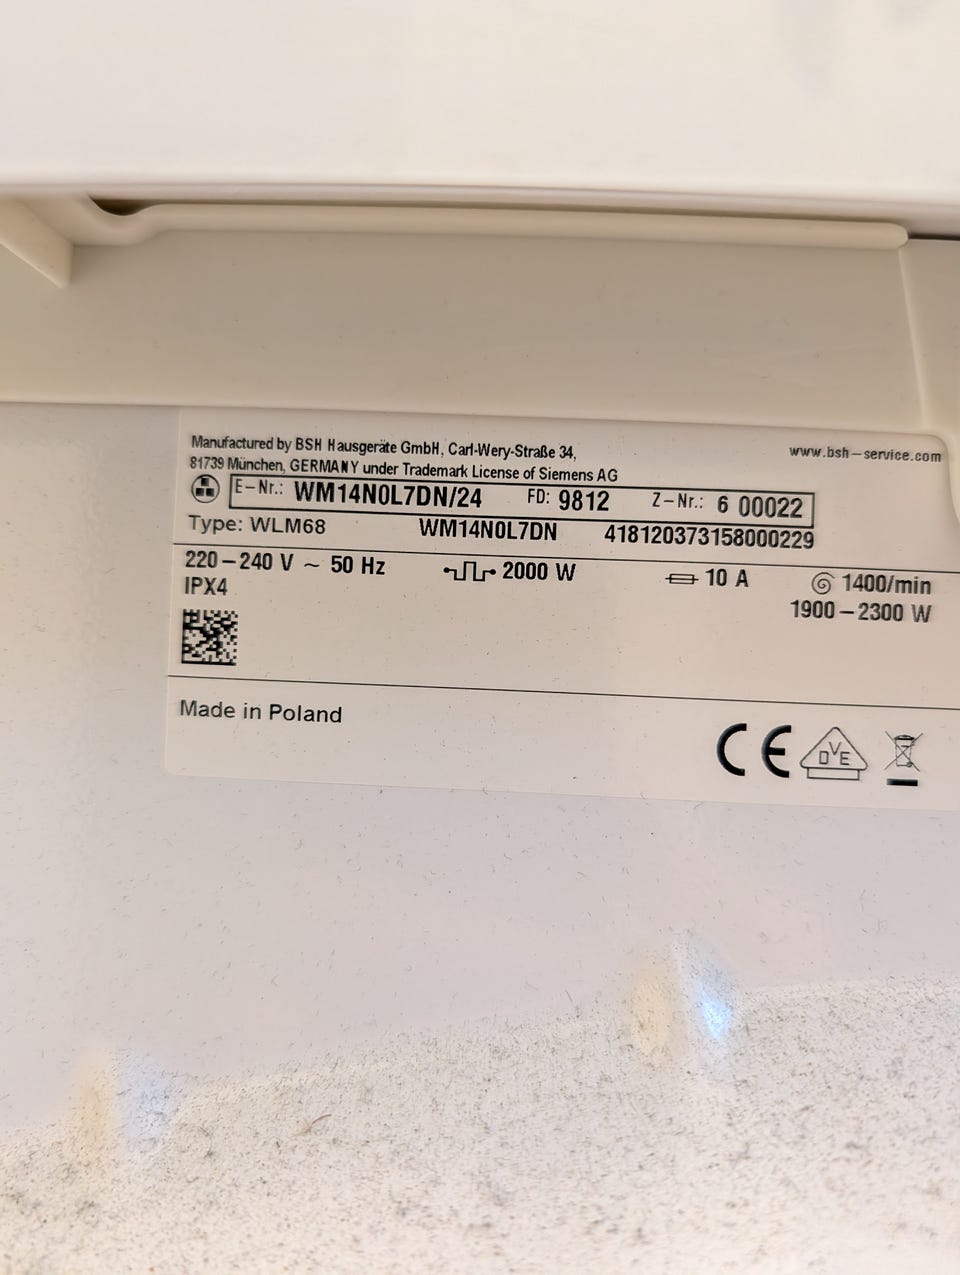 Manufactured by BSH Hausgeräte GmbH, Carl-Wery-Straße 34,
www.bsh-service.com
81739 München, GERMANY under Trademark License of Siemens AG
E-Nr.: WM14N0L7DN/24 FD: 9812 Z-Nr.: 6 00022
Type: WLM68 WM14N0L7DN 418120373158000229
220-240 V ~ 50 Hz 2000 W 10 A 1400/min
IPX4 1900-2300 W
Made in Poland
CE DVE